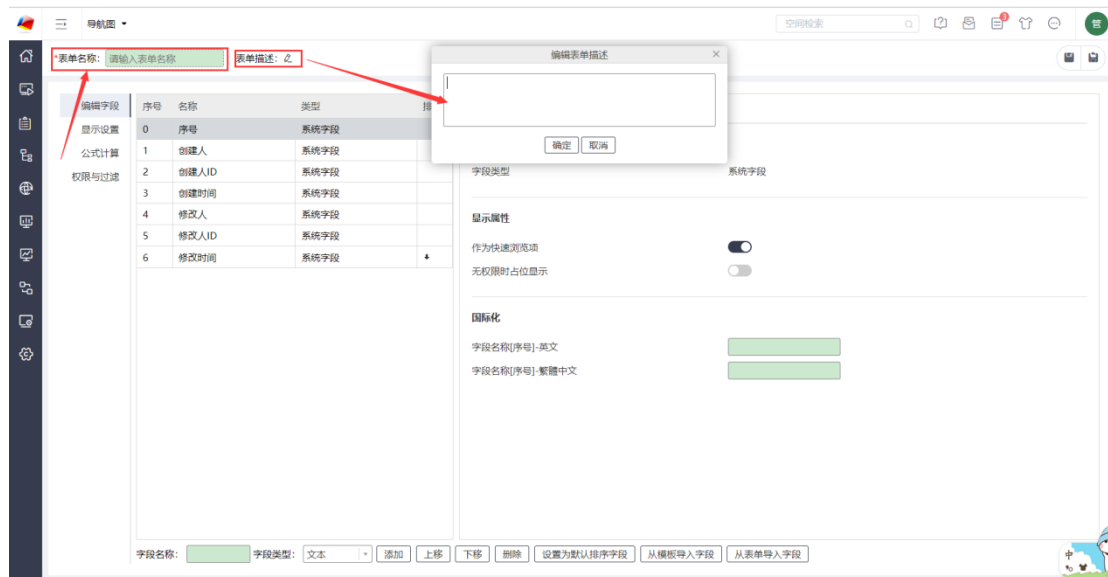 导航图
空间检索
3
管
*表单名称： 请输入表单名称
表单描述：
编辑表单描述
确定 取消
编辑字段
显示设置
公式计算
权限与过滤
序号 名称 类型 排
0 序号 系统字段
1 创建人 系统字段
2 创建人ID 系统字段
3 创建时间 系统字段
4 修改人 系统字段
5 修改人ID 系统字段
6 修改时间 系统字段
字段类型 系统字段
显示属性
作为快速浏览项
无权限时占位显示
国际化
字段名称[序号]-英文
字段名称[序号]-繁體中文
字段名称： 字段类型： 文本 添加 上移 下移 删除 设置为默认排序字段 从模板导入字段 从表单导入字段
中